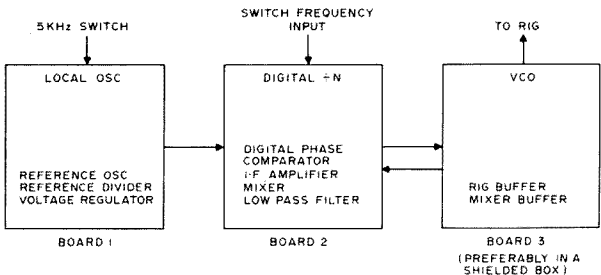 5KHz SWITCH
SWITCH FREQUENCY
INPUT
TO RIG
LOCAL OSC
REFERENCE OSC
REFERENCE DIVIDER
VOLTAGE REGULATOR
BOARD 1
DIGITAL ÷N
DIGITAL PHASE
COMPARATOR
I-F AMPLIFIER
MIXER
LOW PASS FILTER
BOARD 2
VCO
RIG BUFFER
MIXER BUFFER
BOARD 3
(PREFERABLY IN A
SHIELDED BOX)